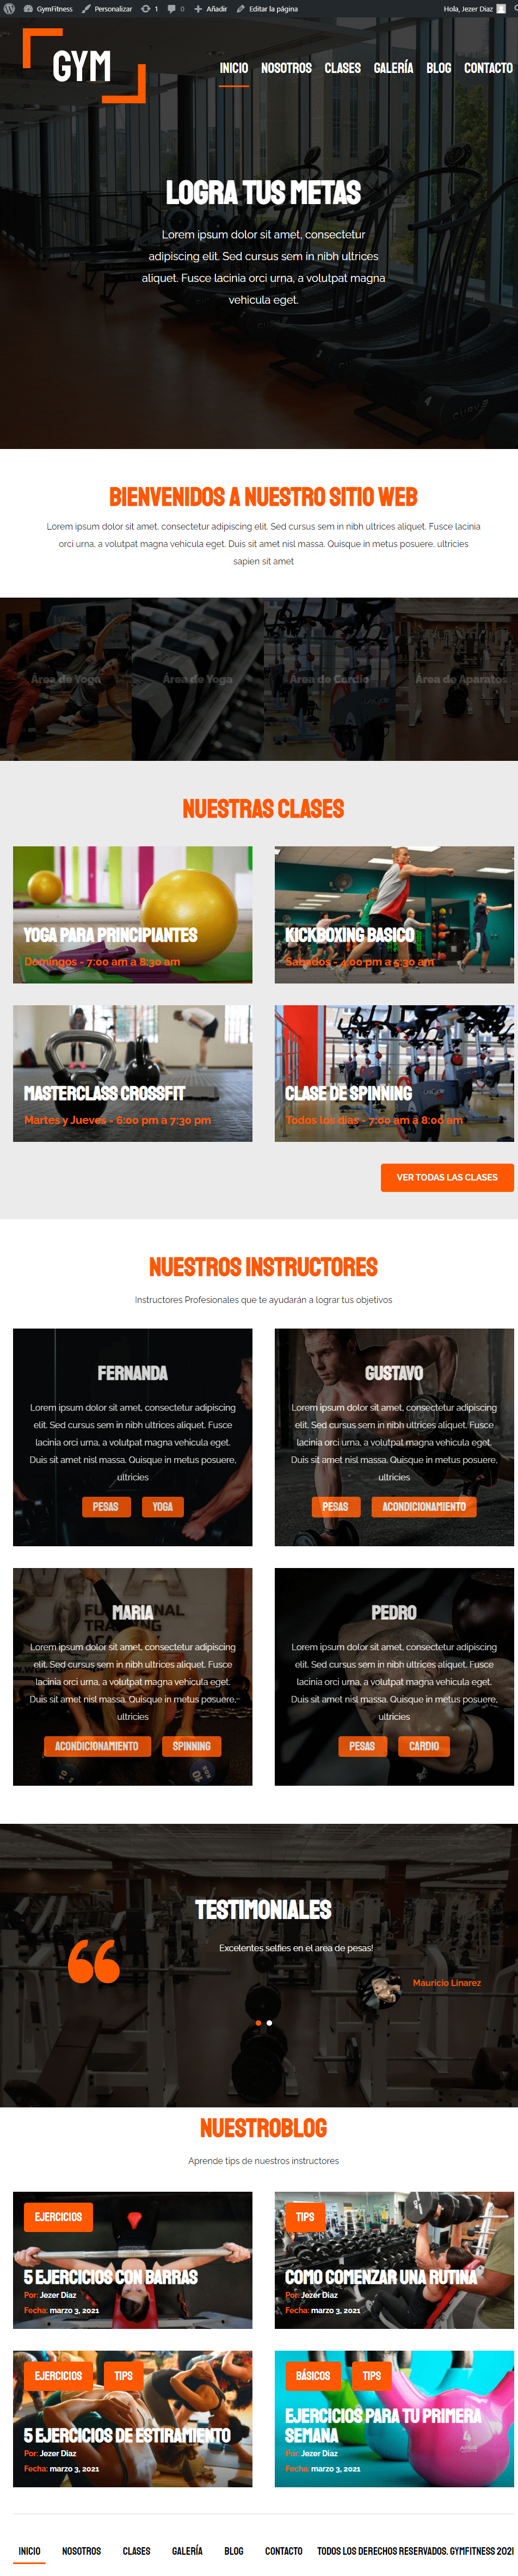 GymFitness Personalizar 1 0 Añadir Editar la página Hola, Jezer Diaz
GYM
INICIO NOSOTROS CLASES GALERÍA BLOG CONTACTO
LOGRA TUS METAS
Lorem ipsum dolor sit amet, consectetur
adipiscing elit. Sed cursus sem in nibh ultrices
aliquet. Fusce lacinia orci urna, a volutpat magna
vehicula eget.
BIENVENIDOS A NUESTRO SITIO WEB
Lorem ipsum dolor sit amet, consectetur adipiscing elit. Sed cursus sem in nibh ultrices aliquet. Fusce lacinia
orci urna, a volutpat magna vehicula eget. Duis sit amet nisl massa. Quisque in metus posuere, ultricies
sapien sit amet
Área de Yoga Área de Yoga Área de Cardio Área de Aparatos
NUESTRAS CLASES
YOGA PARA PRINCIPIANTES
Domingos - 7:00 am a 8:30 am
KICKBOXING BASICO
Sabados - 4:00 pm a 5:30 am
MASTERCLASS CROSSFIT
Martes y Jueves - 6:00 pm a 7:30 pm
CLASE DE SPINNING
Todos los dias - 7:00 am a 8:00 am
VER TODAS LAS CLASES
NUESTROS INSTRUCTORES
Instructores Profesionales que te ayudarán a lograr tus objetivos
FERNANDA
Lorem ipsum dolor sit amet, consectetur adipiscing
elit. Sed cursus sem in nibh ultrices aliquet. Fusce
lacinia orci urna, a volutpat magna vehicula eget.
Duis sit amet nisl massa. Quisque in metus posuere,
ultricies
PESAS YOGA
GUSTAVO
Lorem ipsum dolor sit amet, consectetur adipiscing
elit. Sed cursus sem in nibh ultrices aliquet. Fusce
lacinia orci urna, a volutpat magna vehicula eget.
Duis sit amet nisl massa. Quisque in metus posuere,
ultricies
PESAS ACONDICIONAMIENTO
MARIA
Lorem ipsum dolor sit amet, consectetur adipiscing
elit. Sed cursus sem in nibh ultrices aliquet. Fusce
lacinia orci urna, a volutpat magna vehicula eget.
Duis sit amet nisl massa. Quisque in metus posuere,
ultricies
ACONDICIONAMIENTO SPINNING
PEDRO
Lorem ipsum dolor sit amet, consectetur adipiscing
elit. Sed cursus sem in nibh ultrices aliquet. Fusce
lacinia orci urna, a volutpat magna vehicula eget.
Duis sit amet nisl massa. Quisque in metus posuere,
ultricies
PESAS CARDIO
TESTIMONIALES
Excelentes selfies en el area de pesas!
Mauricio Linarez
NUESTROBLOG
Aprende tips de nuestros instructores
EJERCICIOS
5 EJERCICIOS CON BARRAS
Por: Jezer Diaz
Fecha: marzo 3, 2021
TIPS
COMO COMENZAR UNA RUTINA
Por: Jezer Diaz
Fecha: marzo 3, 2021
EJERCICIOS TIPS
5 EJERCICIOS DE ESTIRAMIENTO
Por: Jezer Diaz
Fecha: marzo 3, 2021
BÁSICOS TIPS
EJERCICIOS PARA TU PRIMERA
SEMANA
Por: Jezer Diaz
Fecha: marzo 3, 2021
INICIO NOSOTROS CLASES GALERÍA BLOG CONTACTO TODOS LOS DERECHOS RESERVADOS. GYMFITNESS 2021